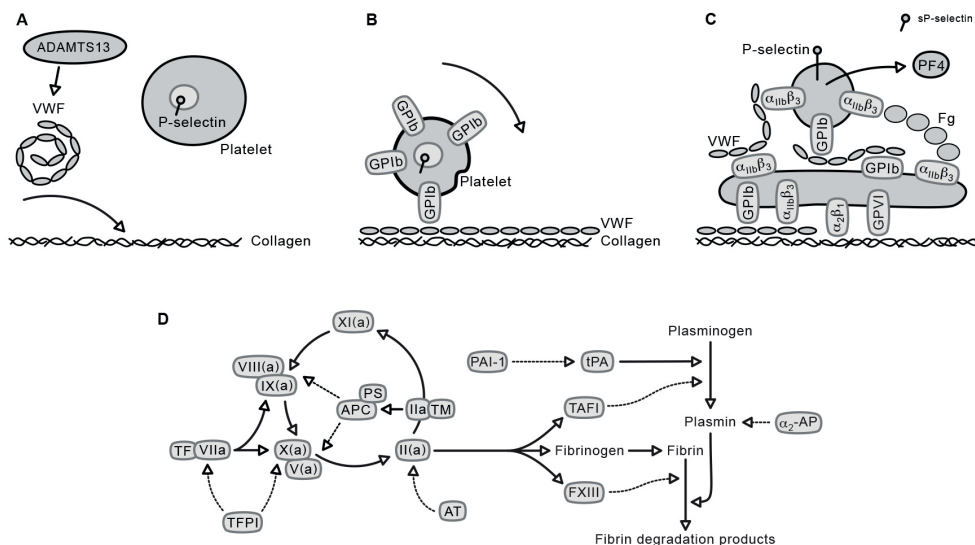 A
ADAMTS13
VWF
P-selectin
Platelet
Collagen
B
GPIb
GPIb
GPIb
GPIb
Platelet
VWF
Collagen
C
sP-selectin
P-selectin
PF4
αIIbβ3
αIIbβ3
Fg
GPIb
VWF
αIIbβ3
GPIb
αIIbβ3
GPIb
αIIbβ3
α2β1
GPVI
D
XI(a)
Plasminogen
VIII(a)
IX(a)
PAI-1
tPA
PS
APC
IIa
TM
TAFI
Plasmin
α2-AP
TF
VIIa
X(a)
V(a)
II(a)
Fibrinogen
Fibrin
FXIII
TFPI
AT
Fibrin degradation products